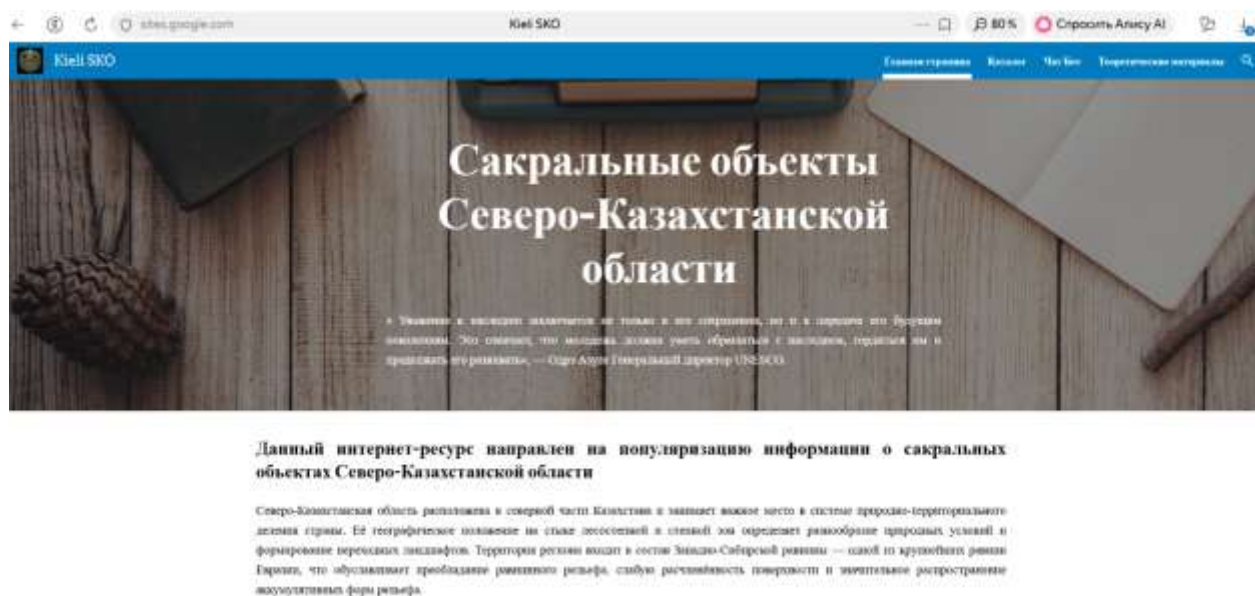 sites.google.com
Kieli SKO
80 %
Спросить Алису AI
Kieli SKO
Главная страница
Каталог
Чат Бот
Теоретические материалы
Сакральные объекты
Северо-Казахстанской
области
« Уважение к наследию заключается не только в его сохранении, но и в передаче его будущим
поколениям. Это означает, что молодежь должна уметь обращаться с наследием, гордиться им и
продолжать его развивать», — Одрэ Азуле Генеральный директор UNESCO.
Данный интернет-ресурс направлен на популяризацию информации о сакральных
объектах Северо-Казахстанской области
Северо-Казахстанская область расположена в северной части Казахстана и занимает важное место в системе природно-территориального
деления страны. Её географическое положение на стыке лесостепной и степной зон определяет разнообразие природных условий и
формирование переходных ландшафтов. Территория региона входит в состав Западно-Сибирской равнины — одной из крупнейших равнин
Евразии, что обуславливает преобладание равнинного рельефа, слабую расчленённость поверхности и значительное распространение
аккумулятивных форм рельефа.